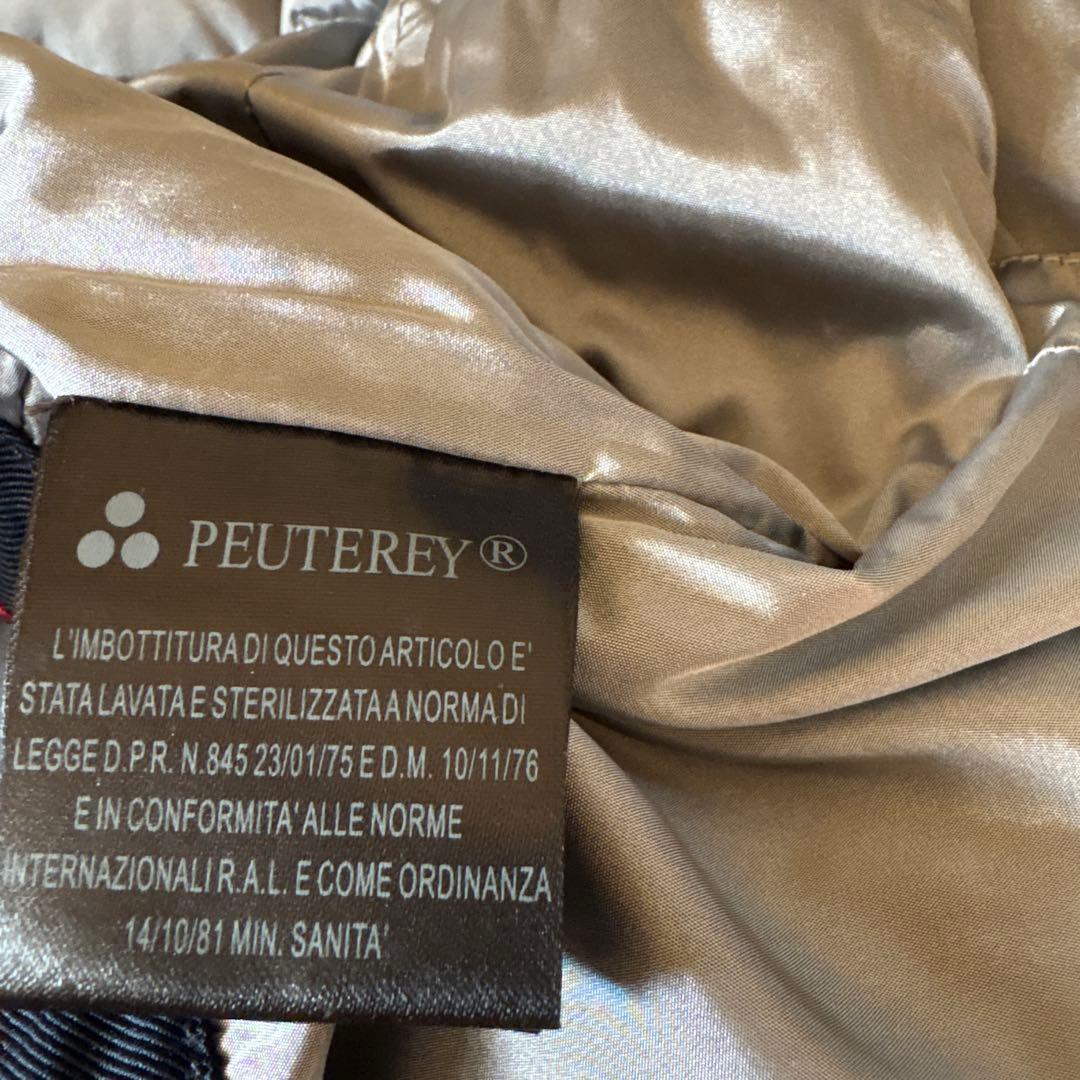 PEUTEREY®
L'IMBOTTITURA DI QUESTO ARTICOLO E'
STATA LAVATA E STERILIZZATA A NORMA DI
LEGGE D.P.R. N.845 23/01/75 E D.M. 10/11/76
E IN CONFORMITA' ALLE NORME
INTERNAZIONALI R.A.L. E COME ORDINANZA
14/10/81 MIN. SANITA'